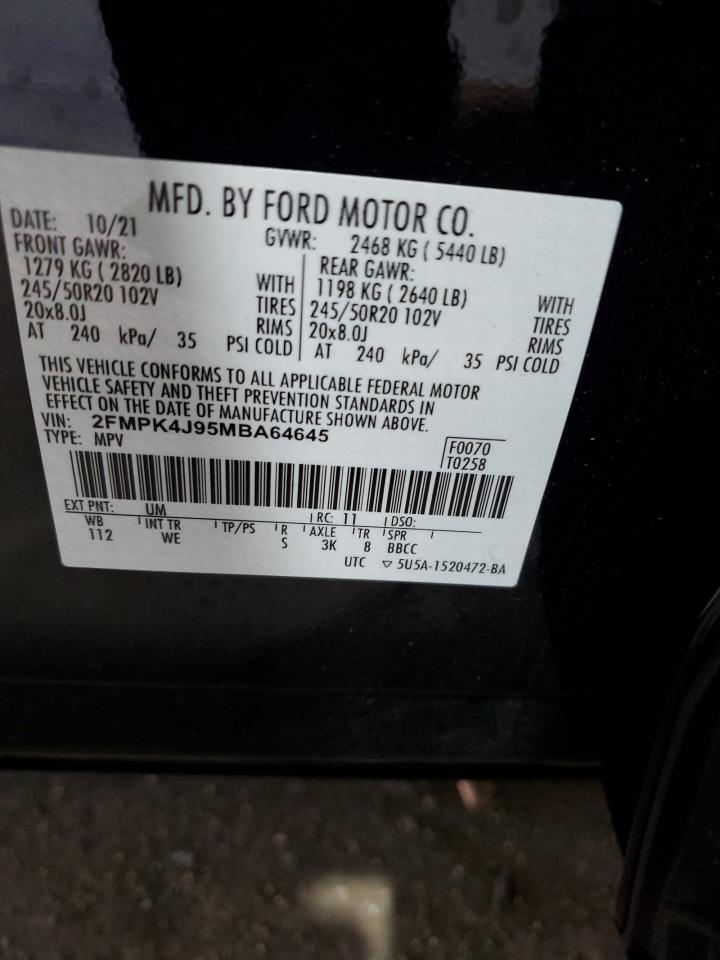 MFD. BY FORD MOTOR CO.
DATE: 10/21 GVWR: 2468 KG ( 5440 LB)
FRONT GAWR: REAR GAWR:
1279 KG ( 2820 LB) WITH 1198 KG ( 2640 LB) WITH
245/50R20 102V TIRES 245/50R20 102V TIRES
20x8.0J RIMS 20x8.0J RIMS
AT 240 kPa/ 35 PSI COLD AT 240 kPa/ 35 PSI COLD
THIS VEHICLE CONFORMS TO ALL APPLICABLE FEDERAL MOTOR
VEHICLE SAFETY AND THEFT PREVENTION STANDARDS IN
EFFECT ON THE DATE OF MANUFACTURE SHOWN ABOVE.
VIN: 2FMPK4J95MBA64645
TYPE: MPV F0070
T0258
EXT PNT: UM RC: 11 DSO:
WB INT TR TP/PS R AXLE TR SPR
112 WE S 3K 8 BBCC
UTC ▽ 5U5A-1520472-BA